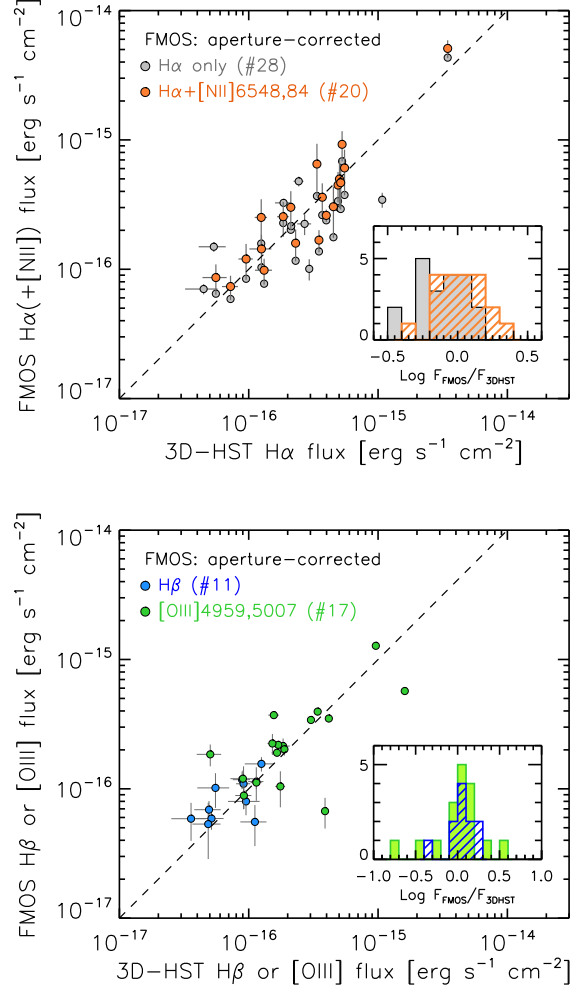 FMOS: aperture-corrected
Hα only (#28)
Hα+[NII]6548,84 (#20)
FMOS Hα(+[NII]) flux [erg s⁻¹ cm⁻²]
10⁻¹⁴
10⁻¹⁵
10⁻¹⁶
10⁻¹⁷
5
0
−0.5 0.0 0.5
Log F_FMOS/F_3DHST
10⁻¹⁷ 10⁻¹⁶ 10⁻¹⁵ 10⁻¹⁴
3D−HST Hα flux [erg s⁻¹ cm⁻²]
FMOS: aperture−corrected
Hβ (#11)
[OIII]4959,5007 (#17)
FMOS Hβ or [OIII] flux [erg s⁻¹ cm⁻²]
10⁻¹⁴
10⁻¹⁵
10⁻¹⁶
10⁻¹⁷
5
0
−1.0 −0.5 0.0 0.5 1.0
Log F_FMOS/F_3DHST
10⁻¹⁷ 10⁻¹⁶ 10⁻¹⁵ 10⁻¹⁴
3D−HST Hβ or [OIII] flux [erg s⁻¹ cm⁻²]